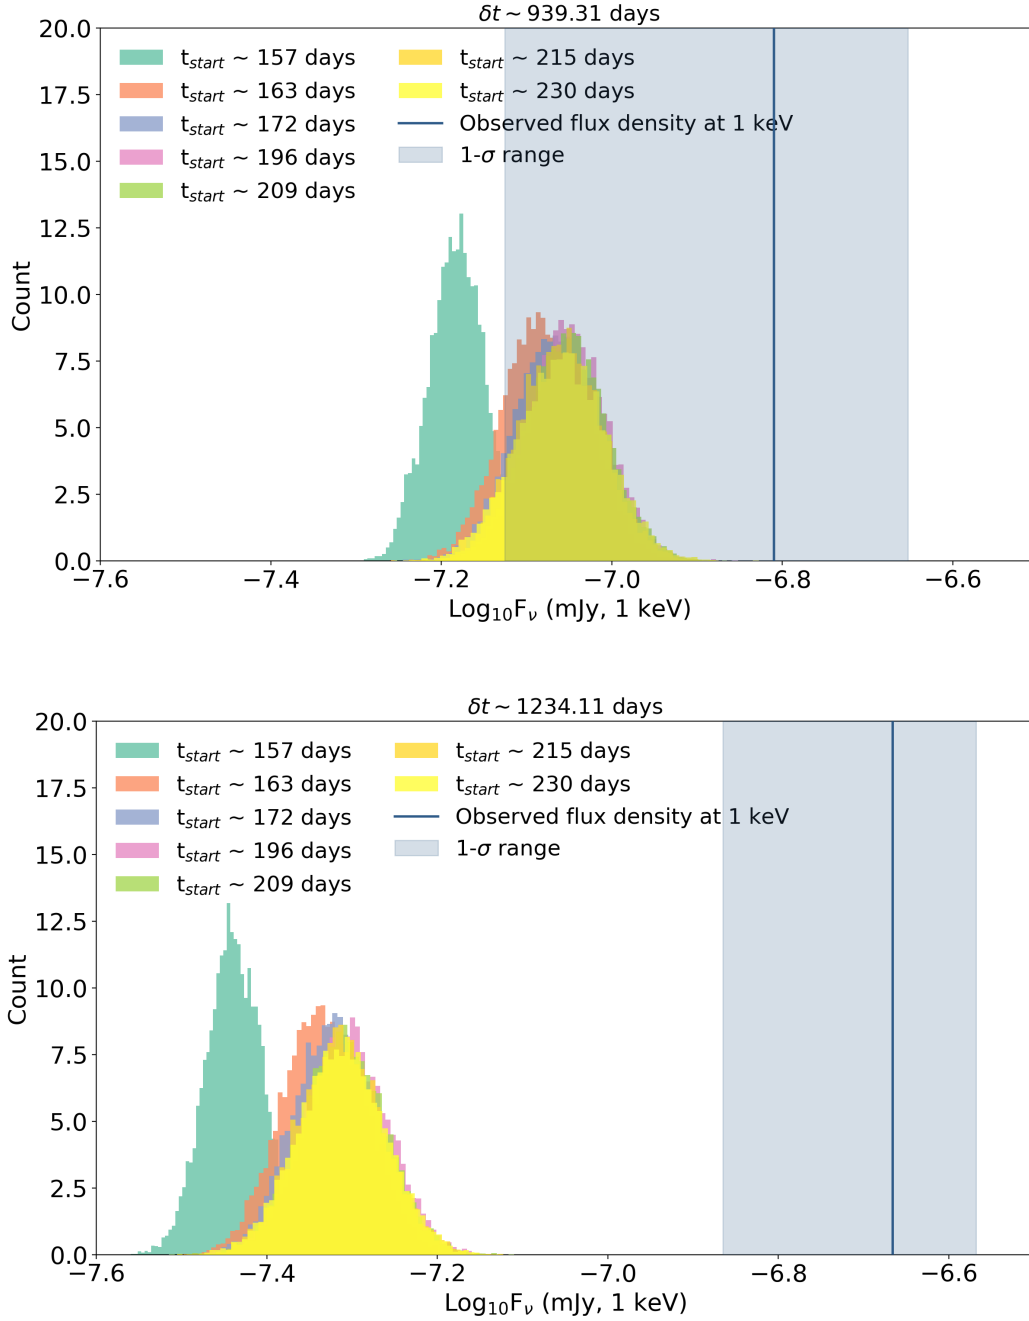 δt ~ 939.31 days
20.0
17.5
15.0
12.5
10.0
7.5
5.0
2.5
0.0
Count
t_start ~ 157 days
t_start ~ 163 days
t_start ~ 172 days
t_start ~ 196 days
t_start ~ 209 days
t_start ~ 215 days
t_start ~ 230 days
Observed flux density at 1 keV
1-σ range
−7.6 −7.4 −7.2 −7.0 −6.8 −6.6
Log₁₀Fᵥ (mJy, 1 keV)
δt ~ 1234.11 days
20.0
17.5
15.0
12.5
10.0
7.5
5.0
2.5
0.0
Count
t_start ~ 157 days
t_start ~ 163 days
t_start ~ 172 days
t_start ~ 196 days
t_start ~ 209 days
t_start ~ 215 days
t_start ~ 230 days
Observed flux density at 1 keV
1-σ range
−7.6 −7.4 −7.2 −7.0 −6.8 −6.6
Log₁₀Fᵥ (mJy, 1 keV)